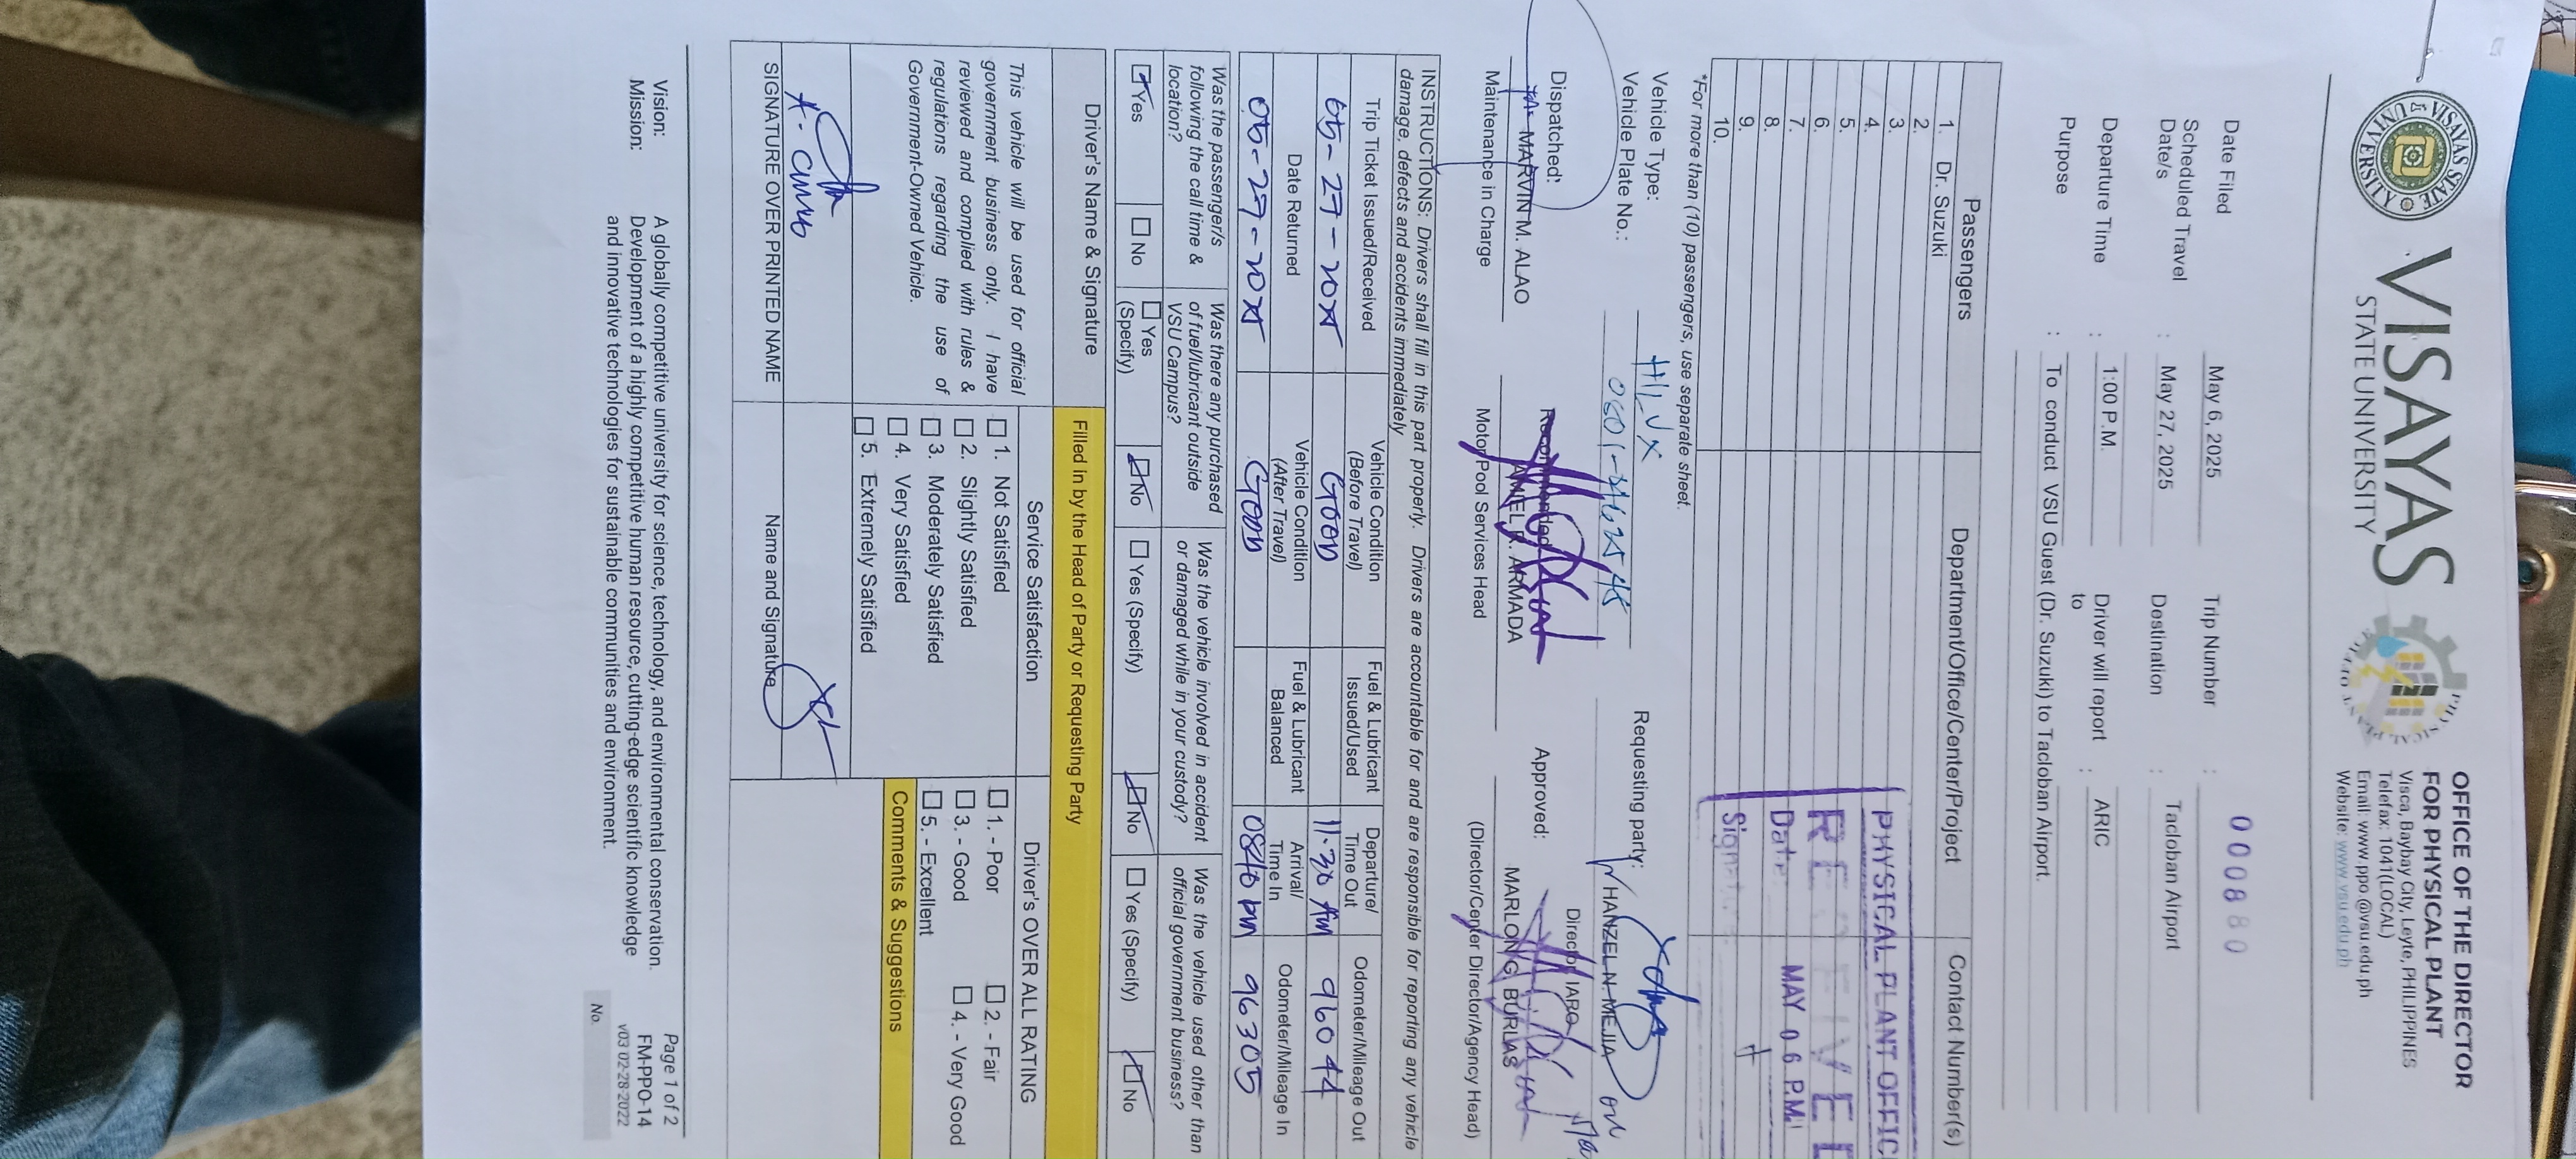 VISAYAS
STATE UNIVERSITY
VISAYAS STATE UNIVERSITY
OFFICE OF THE DIRECTOR
FOR PHYSICAL PLANT
Visca, Baybay City, Leyte, PHILIPPINES
Telefax: 1041(LOCAL)
Email: www.ppo@vsu.edu.ph
Website: www.vsu.edu.ph
000880
Date Filed May 6, 2025 Trip Number :
Scheduled Travel Date/s : May 27, 2025 Destination : Tacloban Airport
Departure Time : 1:00 P.M. Driver will report to : ARIC
Purpose : To conduct VSU Guest (Dr. Suzuki) to Tacloban Airport.
Passengers Department/Office/Center/Project Contact Number(s)
1. Dr. Suzuki
2.
3.
4.
5.
6.
7.
8.
9.
10.
PHYSICAL PLANT OFFIC
RECEIVED
Date MAY 06 P.M.
*For more than (10) passengers, use separate sheet.
Vehicle Type: HILUX Requesting party:
Vehicle Plate No.: HANZEL N. MEJIA
Director, IARO
Dispatched: Recommended: Approved:
MARVIN M. ALAO AMIEL R. ARMADA MARLON G. BURLAS
Maintenance in Charge Motor Pool Services Head (Director/Center Director/Agency Head)
INSTRUCTIONS: Drivers shall fill in this part properly. Drivers are accountable for and are responsible for reporting any vehicle
damage, defects and accidents immediately
Trip Ticket Issued/Received Vehicle Condition (Before Travel) Fuel & Lubricant Issued/Used Departure/ Time Out Odometer/Mileage Out
05-27-2025 GOOD 11:30 AM 96044
Date Returned Vehicle Condition (After Travel) Fuel & Lubricant Balanced Arrival/ Time In Odometer/Mileage In
05-27-2025 GOOD 96305
Was the passenger/s following the call time & location? Was there any purchased of fuel/lubricant outside VSU Campus? Was the vehicle involved in accident or damaged while in your custody? Was the vehicle used other than official government business?
Yes No Yes (Specify) No Yes (Specify) No Yes (Specify) No
Driver's Name & Signature Filled in by the Head of Party or Requesting Party
Service Satisfaction Driver's OVER ALL RATING
This vehicle will be used for official
government business only. I have
reviewed and complied with rules &
regulations regarding the use of
Government-Owned Vehicle.
1. Not Satisfied
2. Slightly Satisfied
3. Moderately Satisfied
4. Very Satisfied
5. Extremely Satisfied
1. - Poor 2. - Fair
3. - Good 4. - Very Good
5. - Excellent
Comments & Suggestions
SIGNATURE OVER PRINTED NAME Name and Signature
Vision: A globally competitive university for science, technology, and environmental conservation.
Mission: Development of a highly competitive human resource, cutting-edge scientific knowledge
and innovative technologies for sustainable communities and environment.
Page 1 of 2
FM-PPO-14
v03 02-28-2022
No.